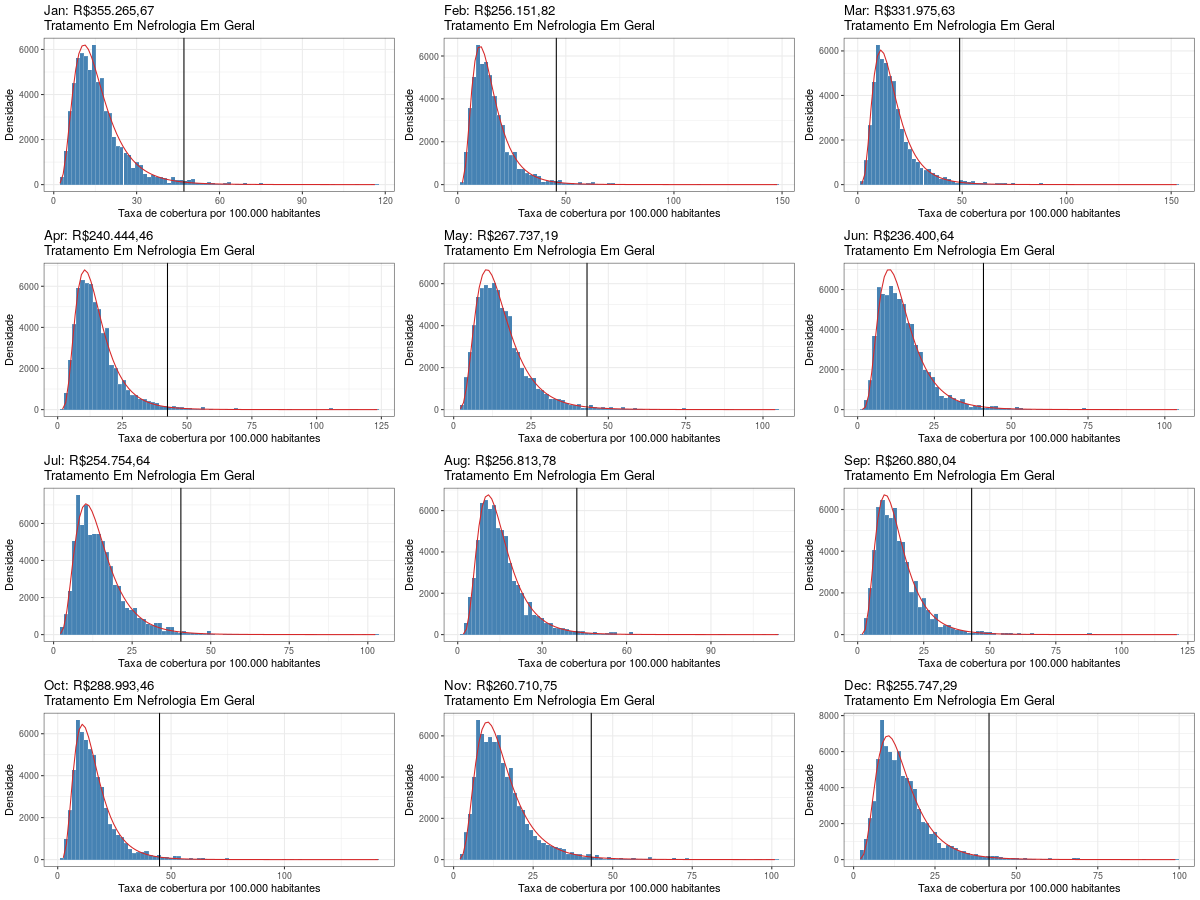 Jan: R$355.265,67
Tratamento Em Nefrologia Em Geral
Densidade
6000
4000
2000
0
0 30 60 90 120
Taxa de cobertura por 100.000 habitantes
Feb: R$256.151,82
Tratamento Em Nefrologia Em Geral
Densidade
6000
4000
2000
0
0 50 100 150
Taxa de cobertura por 100.000 habitantes
Mar: R$331.975,63
Tratamento Em Nefrologia Em Geral
Densidade
6000
4000
2000
0
0 50 100 150
Taxa de cobertura por 100.000 habitantes
Apr: R$240.444,46
Tratamento Em Nefrologia Em Geral
Densidade
6000
4000
2000
0
0 25 50 75 100 125
Taxa de cobertura por 100.000 habitantes
May: R$267.737,19
Tratamento Em Nefrologia Em Geral
Densidade
6000
4000
2000
0
0 25 50 75 100
Taxa de cobertura por 100.000 habitantes
Jun: R$236.400,64
Tratamento Em Nefrologia Em Geral
Densidade
6000
4000
2000
0
0 25 50 75 100
Taxa de cobertura por 100.000 habitantes
Jul: R$254.754,64
Tratamento Em Nefrologia Em Geral
Densidade
6000
4000
2000
0
0 25 50 75 100
Taxa de cobertura por 100.000 habitantes
Aug: R$256.813,78
Tratamento Em Nefrologia Em Geral
Densidade
6000
4000
2000
0
0 30 60 90
Taxa de cobertura por 100.000 habitantes
Sep: R$260.880,04
Tratamento Em Nefrologia Em Geral
Densidade
6000
4000
2000
0
0 25 50 75 100 125
Taxa de cobertura por 100.000 habitantes
Oct: R$288.993,46
Tratamento Em Nefrologia Em Geral
Densidade
6000
4000
2000
0
0 50 100
Taxa de cobertura por 100.000 habitantes
Nov: R$260.710,75
Tratamento Em Nefrologia Em Geral
Densidade
6000
4000
2000
0
0 25 50 75 100
Taxa de cobertura por 100.000 habitantes
Dec: R$255.747,29
Tratamento Em Nefrologia Em Geral
Densidade
8000
6000
4000
2000
0
0 25 50 75 100
Taxa de cobertura por 100.000 habitantes